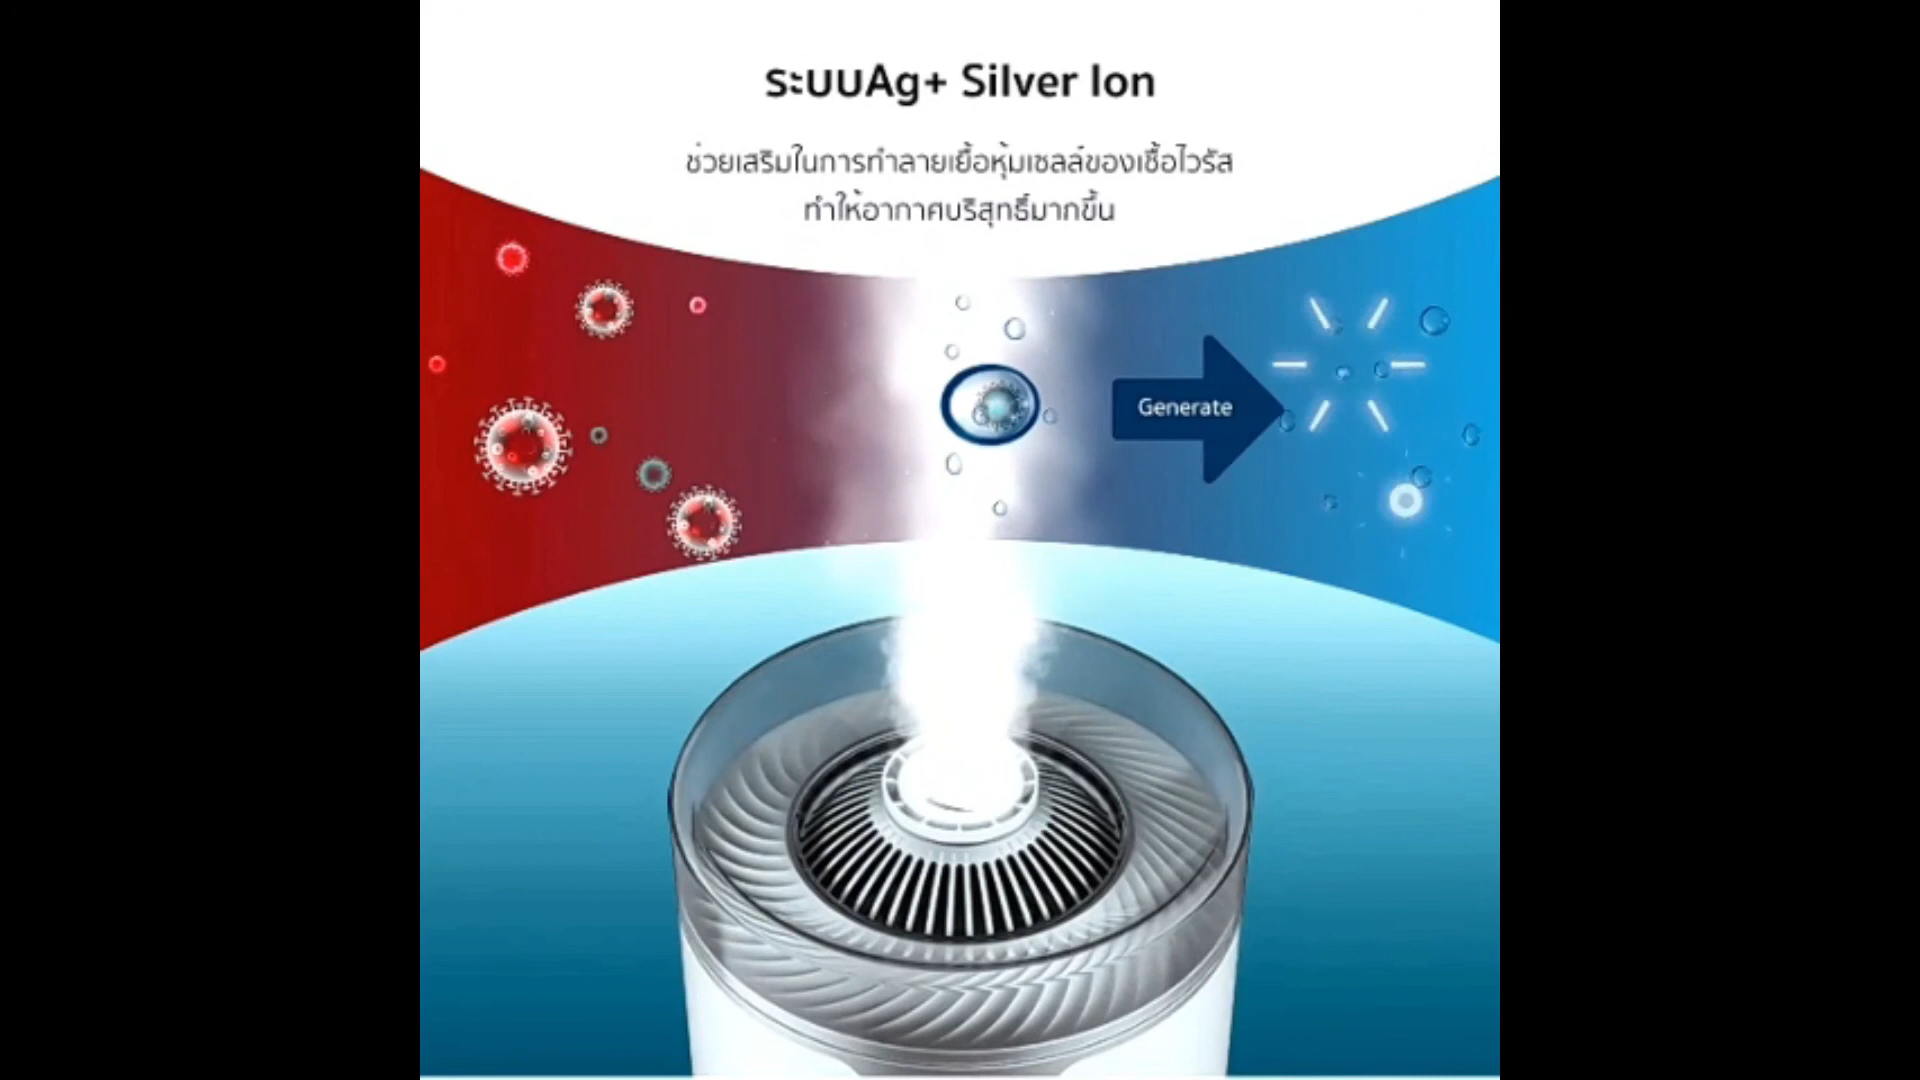 ระบบAg+ Silver Ion
ช่วยเสริมในการทำลายเยื่อหุ้มเซลล์ของเชื้อไวรัส
ทำให้อากาศบริสุทธิ์มากขึ้น
Generate